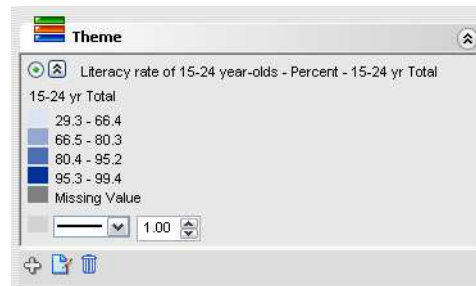 Theme
Literacy rate of 15-24 year-olds - Percent - 15-24 yr Total
15-24 yr Total
29.3 - 66.4
66.5 - 80.3
80.4 - 95.2
95.3 - 99.4
Missing Value
1.00